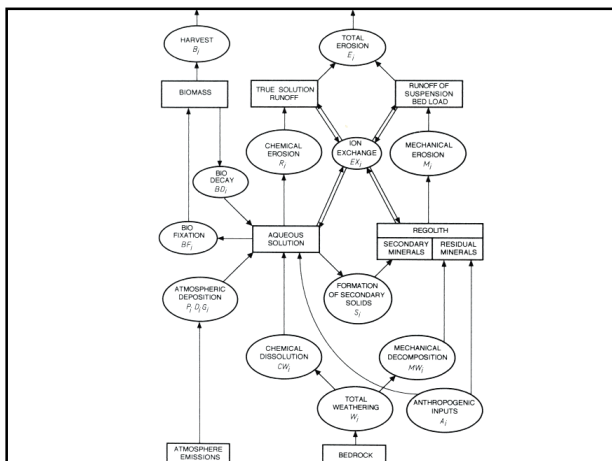 HARVEST
Bi
TOTAL
EROSION
Ei
BIOMASS
TRUE SOLUTION
RUNOFF
RUNOFF OF
SUSPENSION
BED LOAD
CHEMICAL
EROSION
Ri
ION
EXCHANGE
EXi
MECHANICAL
EROSION
Mi
BIO
DECAY
BDi
BIO
FIXATION
BFi
AQUEOUS
SOLUTION
REGOLITH
SECONDARY
MINERALS
RESIDUAL
MINERALS
ATMOSPHERIC
DEPOSITION
Pi DiGi
FORMATION
OF SECONDARY
SOLIDS
Si
CHEMICAL
DISSOLUTION
CWi
MECHANICAL
DECOMPOSITION
MWi
TOTAL
WEATHERING
Wi
ANTHROPOGENIC
INPUTS
Ai
ATMOSPHERE
EMISSIONS
BEDROCK